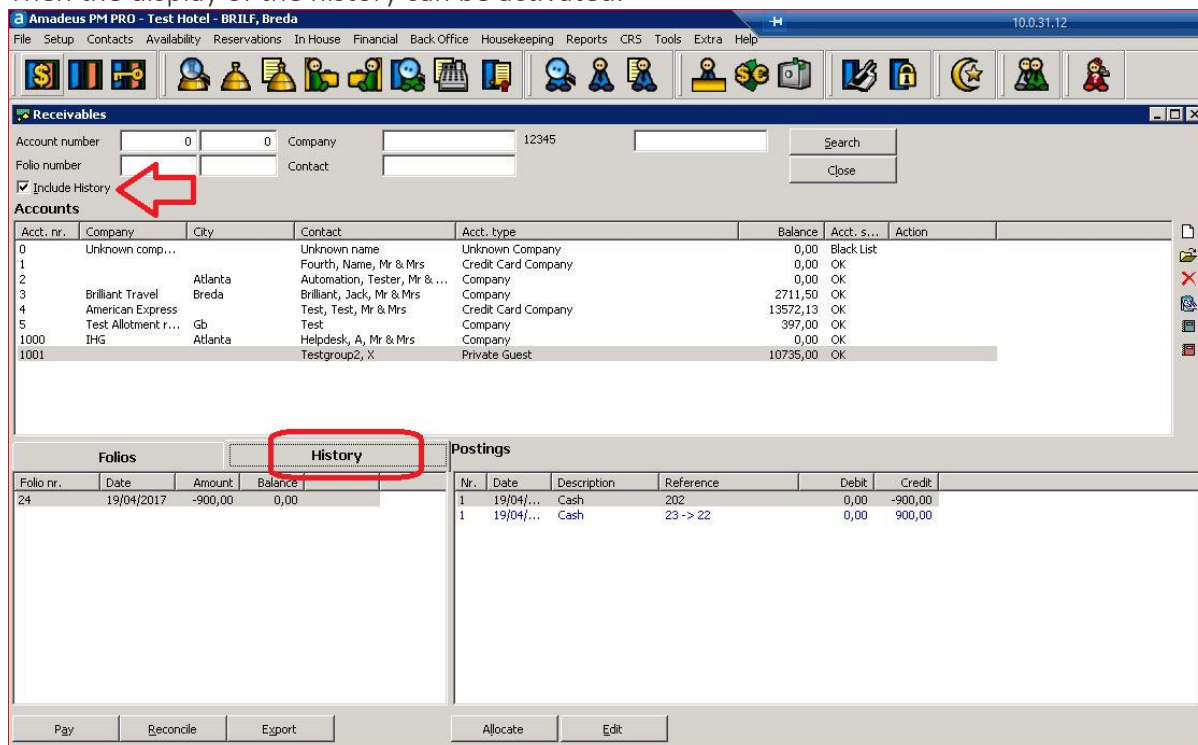 Then the display of the history can be activated.
Amadeus PM PRO - Test Hotel - BRILF, Breda 10.0.31.12
File Setup Contacts Availability Reservations In House Financial Back Office Housekeeping Reports CRS Tools Extra Help
Receivables
Account number 0 0 Company 12345 Search
Folio number Contact Close
Include History
Accounts
Acct. nr. Company City Contact Acct. type Balance Acct. s... Action
0 Unknown comp... Unknown name Unknown Company 0,00 Black List
1 Fourth, Name, Mr & Mrs Credit Card Company 0,00 OK
2 Atlanta Automation, Tester, Mr & ... Company 0,00 OK
3 Brilliant Travel Breda Brilliant, Jack, Mr & Mrs Company 2711,50 OK
4 American Express Test, Test, Mr & Mrs Credit Card Company 13572,13 OK
5 Test Allotment r... Gb Test Company 397,00 OK
1000 IHG Atlanta Helpdesk, A, Mr & Mrs Company 0,00 OK
1001 Testgroup2, X Private Guest 10735,00 OK
Folios History Postings
Folio nr. Date Amount Balance Nr. Date Description Reference Debit Credit
24 19/04/2017 -900,00 0,00 1 19/04/... Cash 202 0,00 -900,00
1 19/04/... Cash 23 -> 22 0,00 900,00
Pay Reconcile Export Allocate Edit